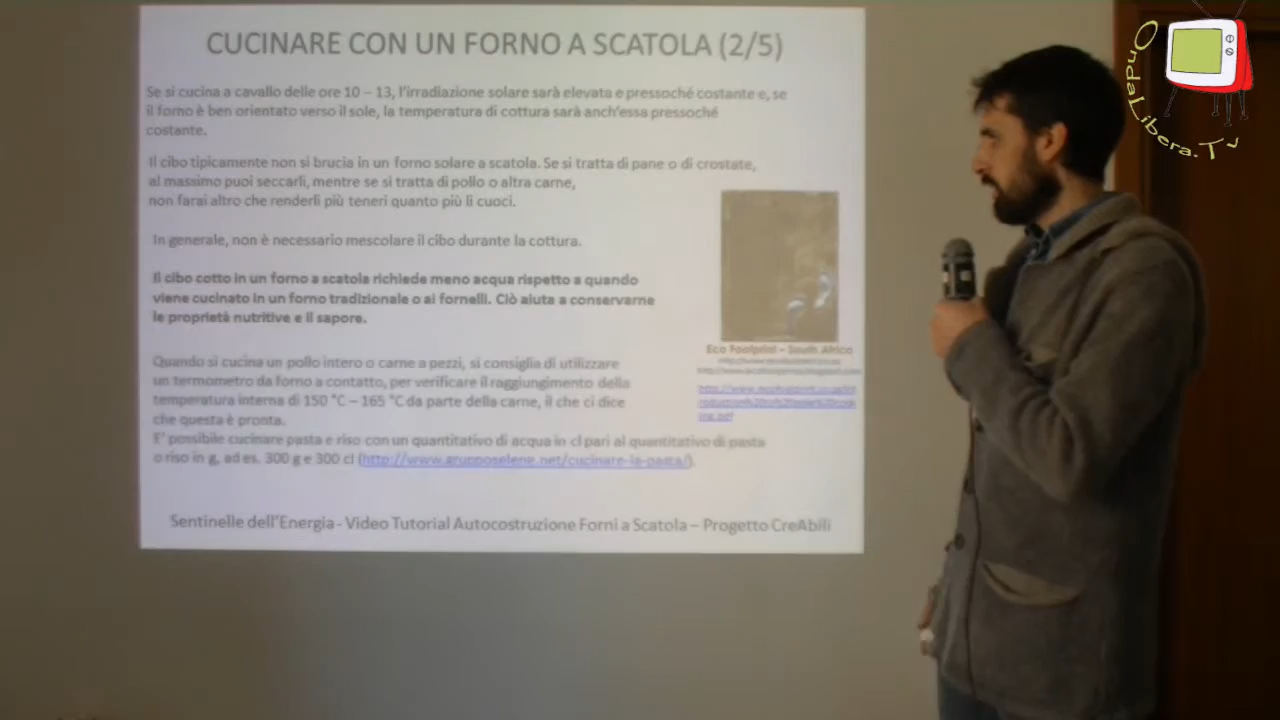 CUCINARE CON UN FORNO A SCATOLA (2/5)
Se si cucina a cavallo delle ore 10 – 13, l'irradiazione solare sarà elevata e pressoché costante e, se
il forno è ben orientato verso il sole, la temperatura di cottura sarà anch'essa pressoché
costante.
Il cibo tipicamente non si brucia in un forno solare a scatola. Se si tratta di pane o di crostate,
al massimo puoi seccarli, mentre se si tratta di pollo o altra carne,
non farai altro che renderli più teneri quanto più li cuoci.
In generale, non è necessario mescolare il cibo durante la cottura.
Il cibo cotto in un forno a scatola richiede meno acqua rispetto a quando
viene cucinato in un forno tradizionale o ai fornelli. Ciò aiuta a conservarne
le proprietà nutritive e il sapore.
Eco Footprint – South Africa
Quando si cucina un pollo intero o carne a pezzi, si consiglia di utilizzare
un termometro da forno a contatto, per verificare il raggiungimento della
temperatura interna di 150 °C – 165 °C da parte della carne, il che ci dice
che questa è pronta.
E' possibile cucinare pasta e riso con un quantitativo di acqua in cl pari al quantitativo di pasta
o riso in g, ad es. 300 g e 300 cl (http://www.grupposelene.net/cucinare-la-pasta/).
Sentinelle dell'Energia - Video Tutorial Autocostruzione Forni a Scatola – Progetto CreAbili
OndaLibera.Tv